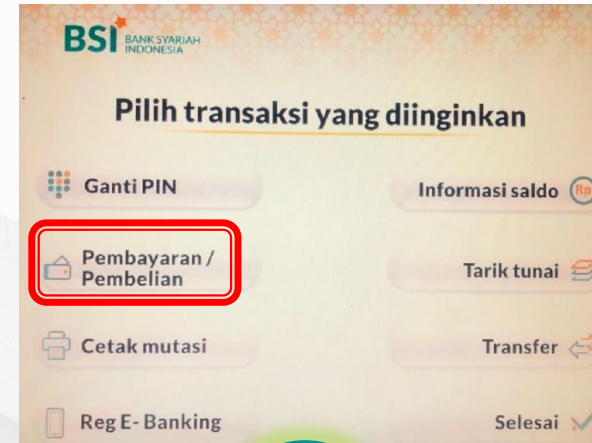 BSI BANK SYARIAH
INDONESIA
Pilih transaksi yang diinginkan
Ganti PIN
Informasi saldo Rp
Pembayaran /
Pembelian
Tarik tunai
Cetak mutasi
Transfer
Reg E- Banking
Selesai